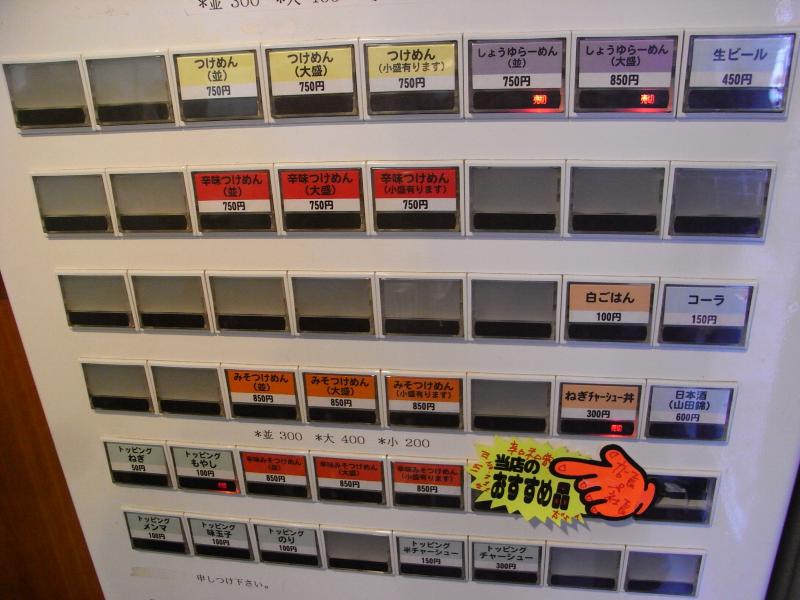 つけめん
(並)
750円
つけめん
(大盛)
750円
つけめん
(小盛有ります)
750円
しょうゆらーめん
(並)
750円
売切
しょうゆらーめん
(大盛)
850円
売切
生ビール
450円
辛味つけめん
(並)
750円
辛味つけめん
(大盛)
750円
辛味つけめん
(小盛有ります)
750円
白ごはん
100円
コーラ
150円
みそつけめん
(並)
850円
みそつけめん
(大盛)
850円
みそつけめん
(小盛有ります)
850円
ねぎチャーシュー丼
300円
売切
日本酒
(山田錦)
600円
*並 300 *大 400 *小 200
トッピング
ねぎ
50円
トッピング
もやし
100円
辛味みそつけめん
(並)
850円
辛味みそつけめん
(大盛)
850円
辛味みそつけめん
(小盛有ります)
850円
当店の
おすすめ品
トッピング
メンマ
100円
トッピング
味玉子
100円
トッピング
のり
100円
トッピング
半チャーシュー
150円
トッピング
チャーシュー
300円
申しつけ下さい。